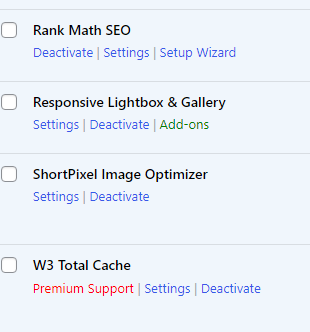 Rank Math SEO
Deactivate | Settings | Setup Wizard
Responsive Lightbox & Gallery
Settings | Deactivate | Add-ons
ShortPixel Image Optimizer
Settings | Deactivate
W3 Total Cache
Premium Support | Settings | Deactivate